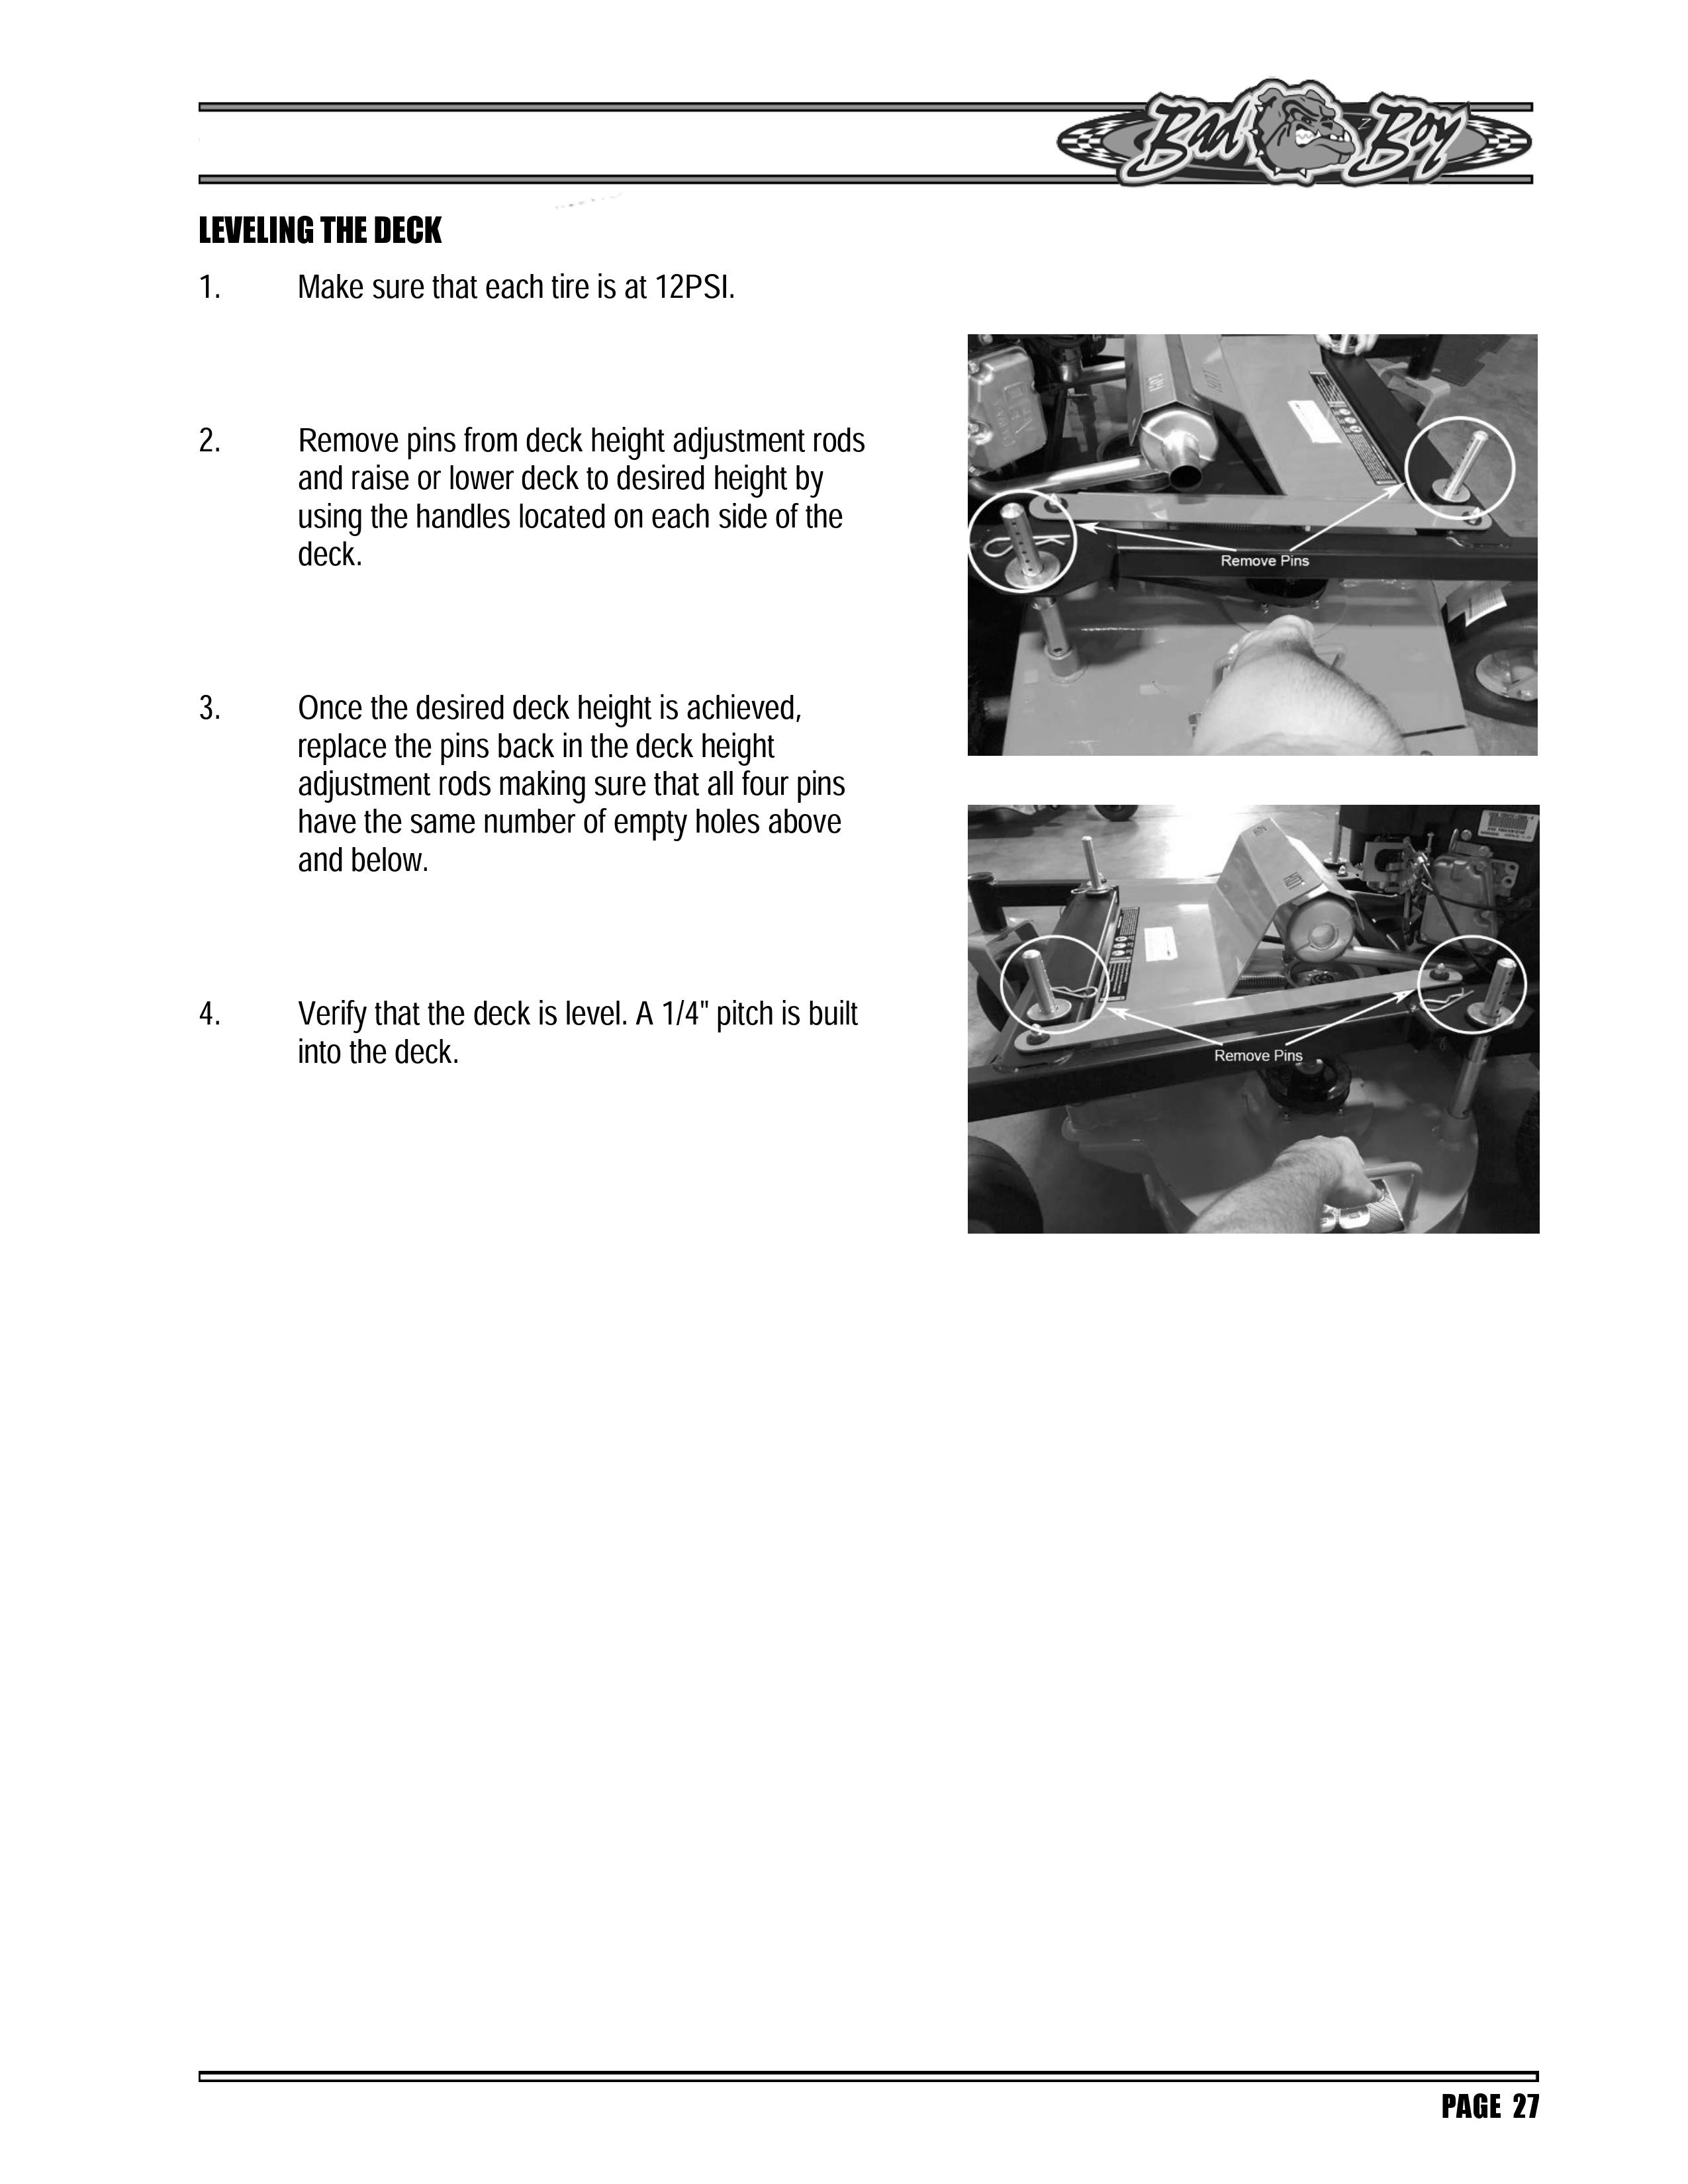 Bad Boy
LEVELING THE DECK
1. Make sure that each tire is at 12PSI.
2. Remove pins from deck height adjustment rods
and raise or lower deck to desired height by
using the handles located on each side of the
deck.
Remove Pins
3. Once the desired deck height is achieved,
replace the pins back in the deck height
adjustment rods making sure that all four pins
have the same number of empty holes above
and below.
4. Verify that the deck is level. A 1/4" pitch is built
into the deck.
Remove Pins
PAGE 27